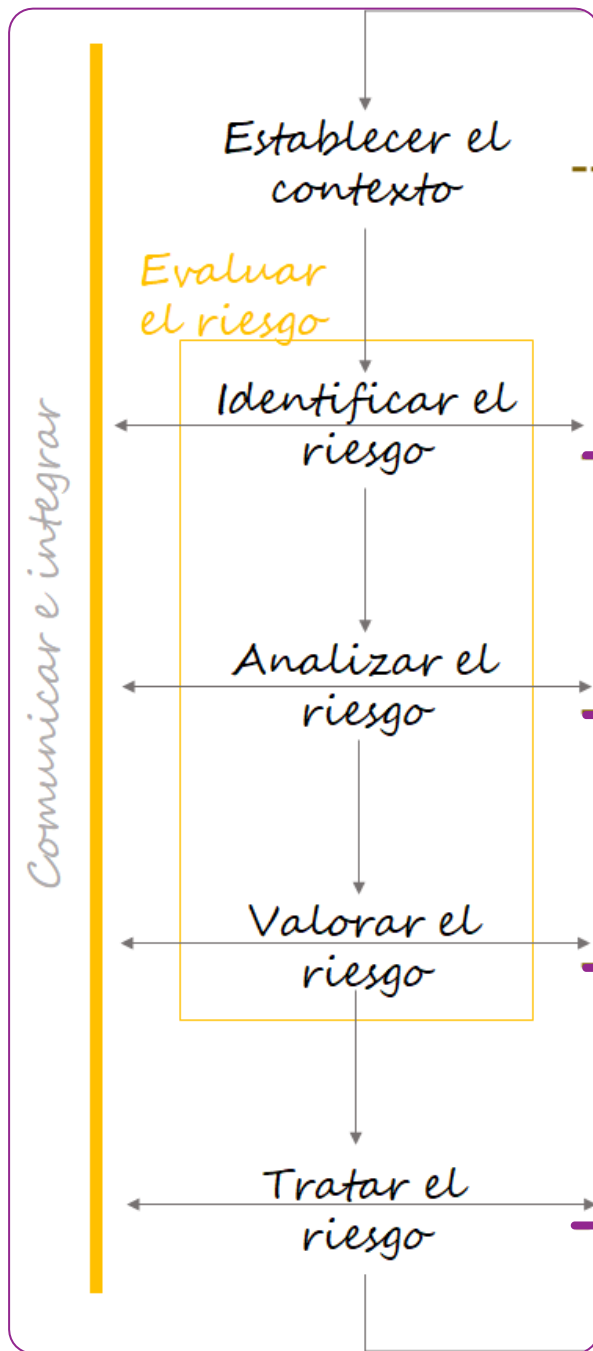 Establecer el
contexto
Evaluar
el riesgo
Identificar el
riesgo
Analizar el
riesgo
Valorar el
riesgo
Tratar el
riesgo
Comunicar e integrar